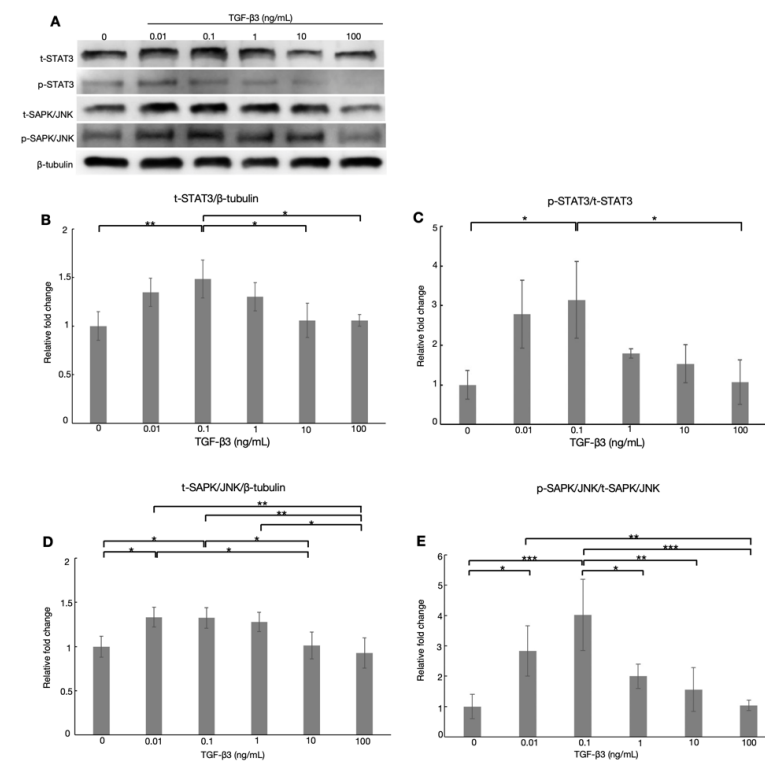 A
TGF-β3 (ng/mL)
0 0.01 0.1 1 10 100
t-STAT3
p-STAT3
t-SAPK/JNK
p-SAPK/JNK
β-tubulin
B
t-STAT3/β-tubulin
** * *
Relative fold change
2
1.5
1
0.5
0
0 0.01 0.1 1 10 100
TGF-β3 (ng/mL)
C
p-STAT3/t-STAT3
* *
Relative fold change
5
4
3
2
1
0
0 0.01 0.1 1 10 100
TGF-β3 (ng/mL)
D
t-SAPK/JNK/β-tubulin
**
**
*
* *
* *
Relative fold change
2
1.5
1
0.5
0
0 0.01 0.1 1 10 100
TGF-β3 (ng/mL)
E
p-SAPK/JNK/t-SAPK/JNK
**
***
*** **
* *
Relative fold change
6
5
4
3
2
1
0
0 0.01 0.1 1 10 100
TGF-β3 (ng/mL)